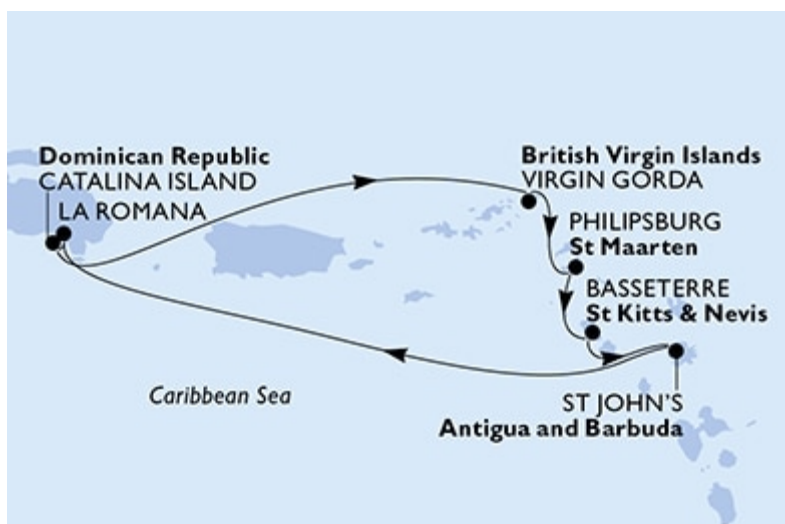 Dominican Republic
CATALINA ISLAND
LA ROMANA
British Virgin Islands
VIRGIN GORDA
PHILIPSBURG
St Maarten
BASSETERRE
St Kitts & Nevis
Caribbean Sea
ST JOHN'S
Antigua and Barbuda